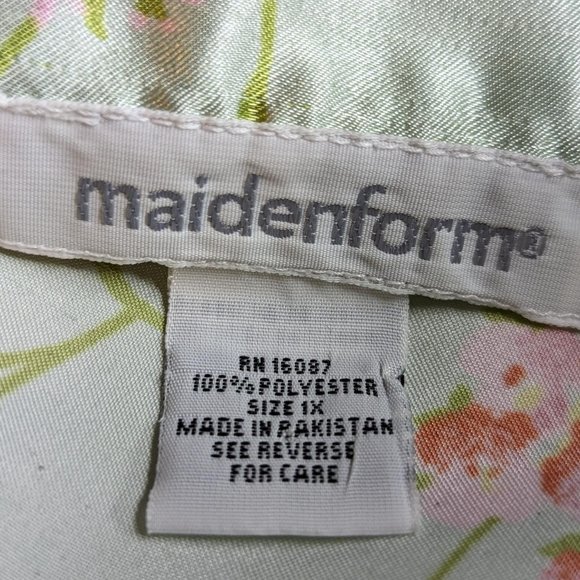 maidenform®
RN 16087
100% POLYESTER
SIZE 1X
MADE IN PAKISTAN
SEE REVERSE
FOR CARE